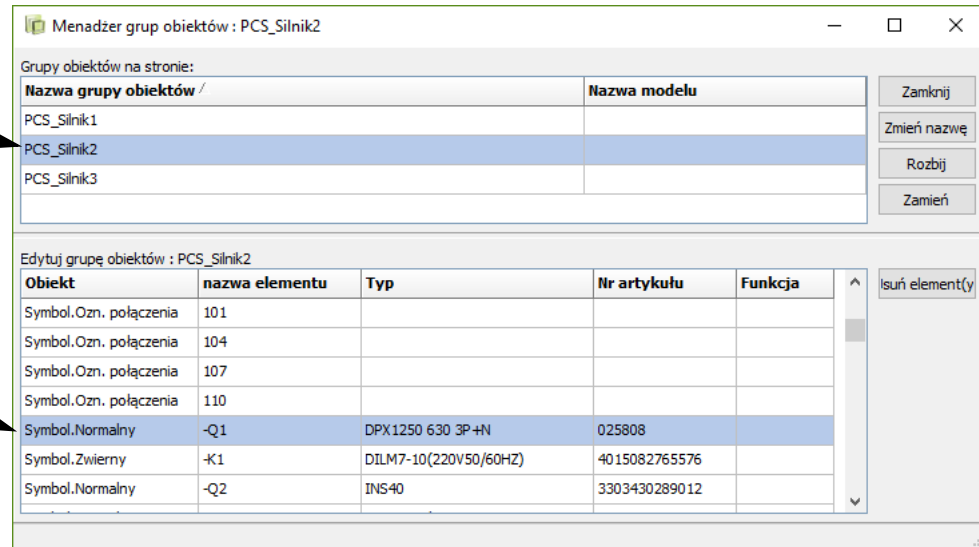 Menadżer grup obiektów : PCS_Silnik2
Grupy obiektów na stronie:
Nazwa grupy obiektów / Nazwa modelu
Zamknij
PCS_Silnik1
Zmień nazwę
PCS_Silnik2
Rozbij
PCS_Silnik3
Zamień
Edytuj grupę obiektów : PCS_Silnik2
Obiekt nazwa elementu Typ Nr artykułu Funkcja
suń element(y
Symbol.Ozn. połączenia 101
Symbol.Ozn. połączenia 104
Symbol.Ozn. połączenia 107
Symbol.Ozn. połączenia 110
Symbol.Normalny -Q1 DPX1250 630 3P+N 025808
Symbol.Zwierny -K1 DILM7-10(220V50/60HZ) 4015082765576
Symbol.Normalny -Q2 INS40 3303430289012